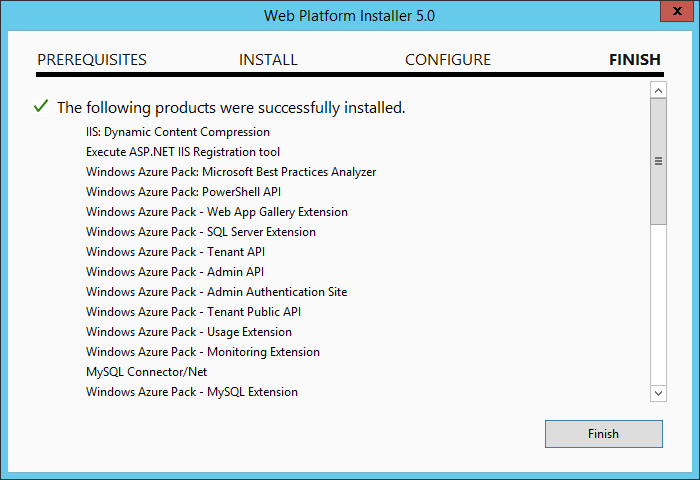 Web Platform Installer 5.0
x
PREREQUISITES INSTALL CONFIGURE FINISH
The following products were successfully installed.
IIS: Dynamic Content Compression
Execute ASP.NET IIS Registration tool
Windows Azure Pack: Microsoft Best Practices Analyzer
Windows Azure Pack: PowerShell API
Windows Azure Pack - Web App Gallery Extension
Windows Azure Pack - SQL Server Extension
Windows Azure Pack - Tenant API
Windows Azure Pack - Admin API
Windows Azure Pack - Admin Authentication Site
Windows Azure Pack - Tenant Public API
Windows Azure Pack - Usage Extension
Windows Azure Pack - Monitoring Extension
MySQL Connector/Net
Windows Azure Pack - MySQL Extension
Finish